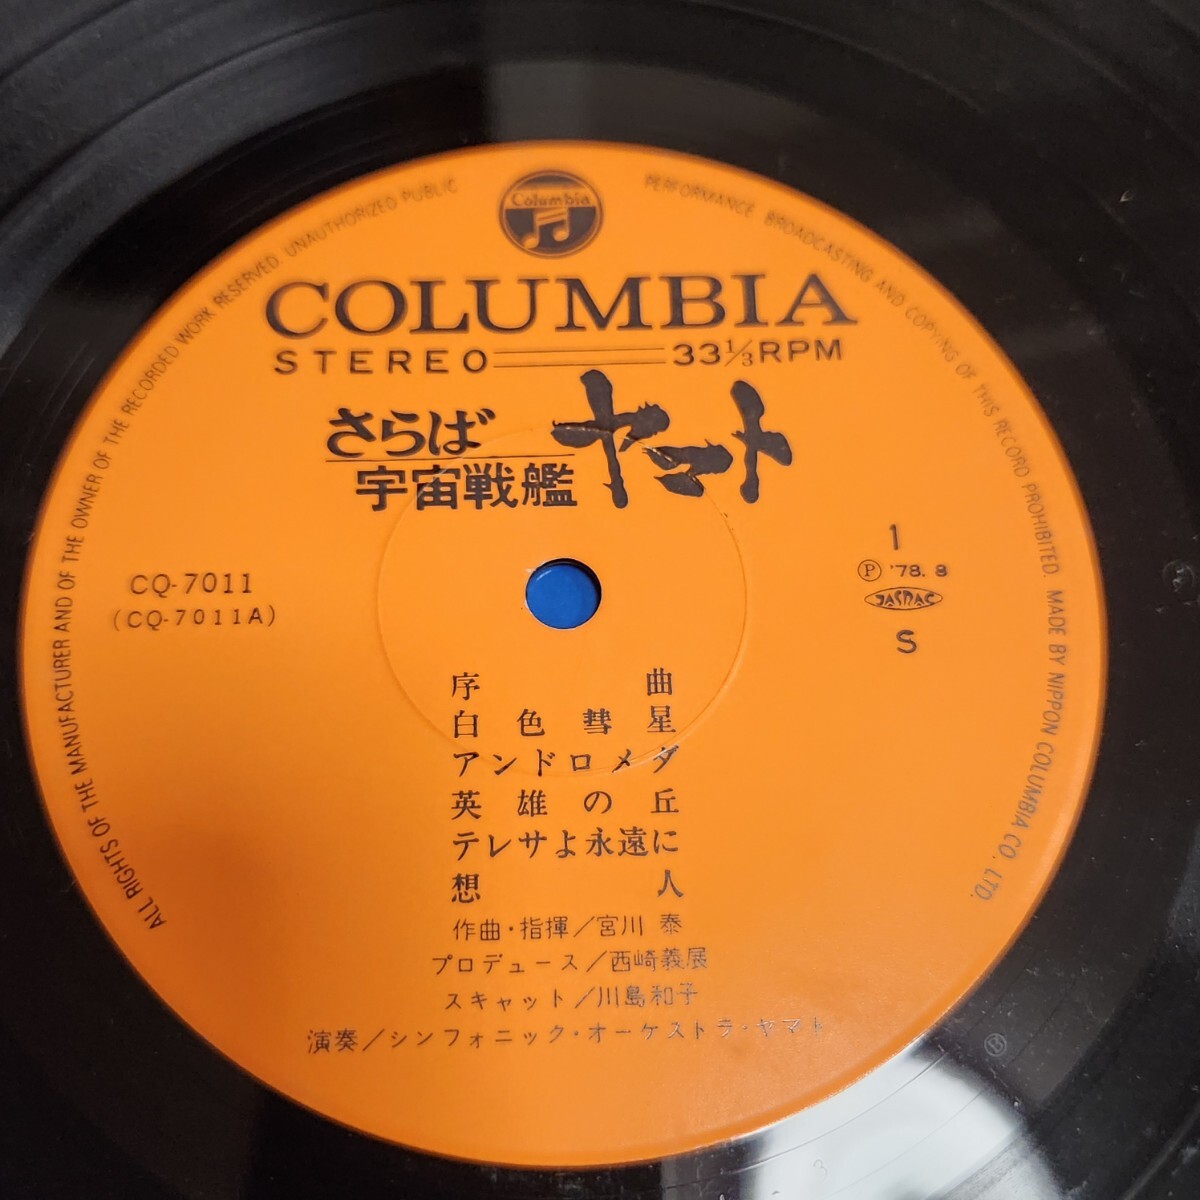 Columbia
ALL RIGHTS OF THE MANUFACTURER AND OF THE OWNER OF THE RECORDED WORK RESERVED. UNAUTHORIZED PUBLIC PERFORMANCE BROADCASTING AND COPYING OF THIS RECORD PROHIBITED. MADE BY NIPPON COLUMBIA CO., LTD.
COLUMBIA
STEREO 33 1/3 RPM
さらば
宇宙戦艦 ヤマト
1
CQ-7011
Ⓟ '78. 8
(CQ-7011A)
JASRAC
S
序曲
白色彗星
アンドロメダ
英雄の丘
テレサよ永遠に
想人
作曲・指揮/宮川 泰
プロデュース/西崎義展
スキャット/川島和子
演奏/シンフォニック・オーケストラ・ヤマト
Ⓑ